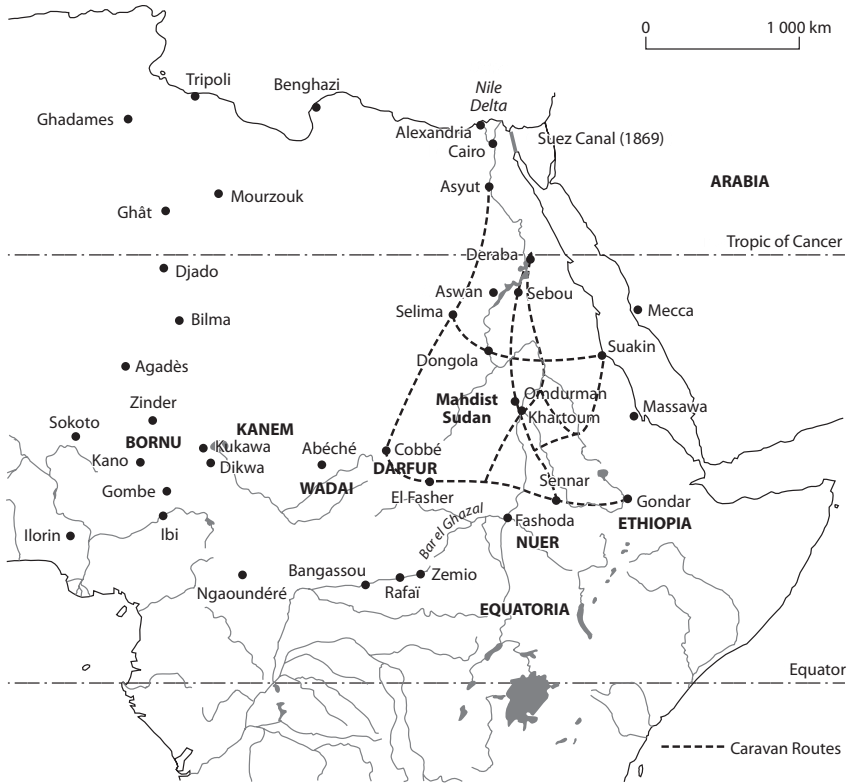 0 1 000 km
Tripoli
Benghazi
Nile
Delta
Ghadames
Alexandria
Cairo
Suez Canal (1869)
Asyut
ARABIA
Mourzouk
Ghât
Tropic of Cancer
Deraba
Djado
Aswan
Sebou
Mecca
Selima
Bilma
Suakin
Dongola
Agadès
Omdurman
Mahdist
Sudan
Khartoum
Massawa
Zinder
Sokoto
KANEM
BORNU
Kukawa
Abéché
Cobbé
Kano
Dikwa
DARFUR
WADAI
Sennar
Gombe
El Fasher
Gondar
Bar el Ghazal
Fashoda
ETHIOPIA
Ilorin
Ibi
NUER
Bangassou
Zemio
Rafaï
Ngaoundéré
EQUATORIA
Equator
Caravan Routes